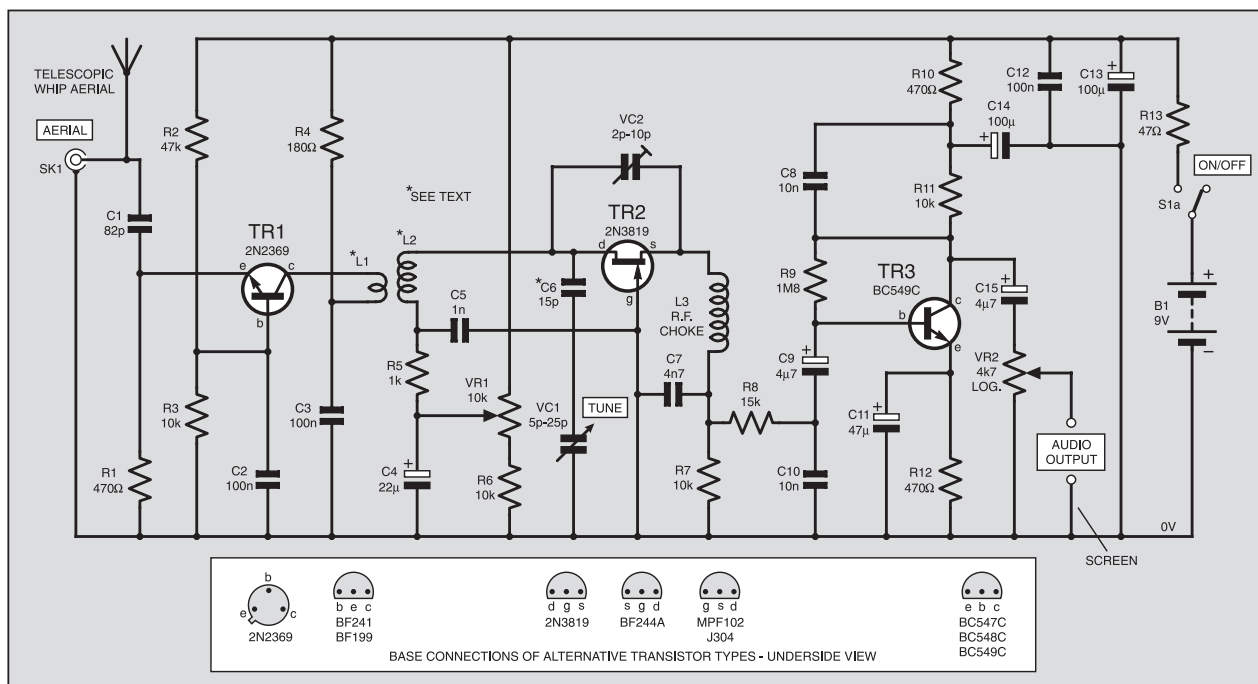 TELESCOPIC
WHIP AERIAL
AERIAL
SK1
C1
82p
R2
47k
R4
180Ω
TR1
2N2369
e
c
b
*L1
*L2
*SEE TEXT
R3
10k
R1
470Ω
C2
100n
C3
100n
C5
1n
R5
1k
C4
22μ
+
VR1
10k
R6
10k
VC2
2p-10p
TR2
2N3819
d
s
g
*C6
15p
VC1
5p-25p
TUNE
L3
R.F.
CHOKE
C7
4n7
R8
15k
R7
10k
C8
10n
R9
1M8
C9
4μ7
+
C10
10n
R10
470Ω
C14
100μ
+
R11
10k
TR3
BC549C
b
c
e
C11
47μ
+
R12
470Ω
C15
4μ7
+
VR2
4k7
LOG.
C12
100n
C13
100μ
+
R13
47Ω
ON/OFF
S1a
B1
9V
+
−
AUDIO
OUTPUT
0V
SCREEN
b
e
c
2N2369
b e c
BF241
BF199
d g s
2N3819
s g d
BF244A
g s d
MPF102
J304
e b c
BC547C
BC548C
BC549C
BASE CONNECTIONS OF ALTERNATIVE TRANSISTOR TYPES - UNDERSIDE VIEW